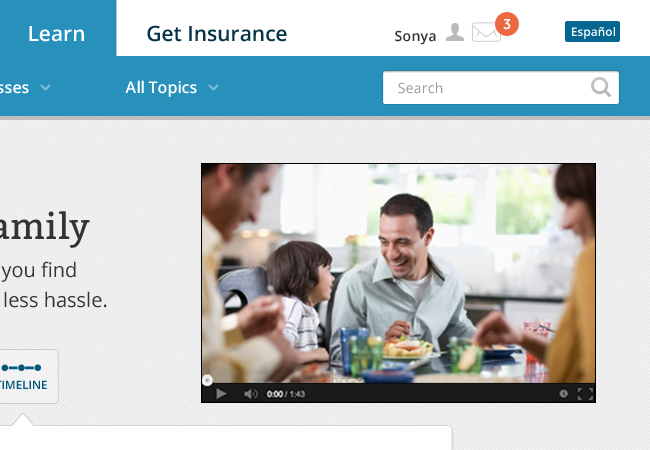 Learn
Get Insurance
Sonya
3
Español
sses
All Topics
Search
amily
you find
less hassle.
TIMELINE
0:00 / 1:43